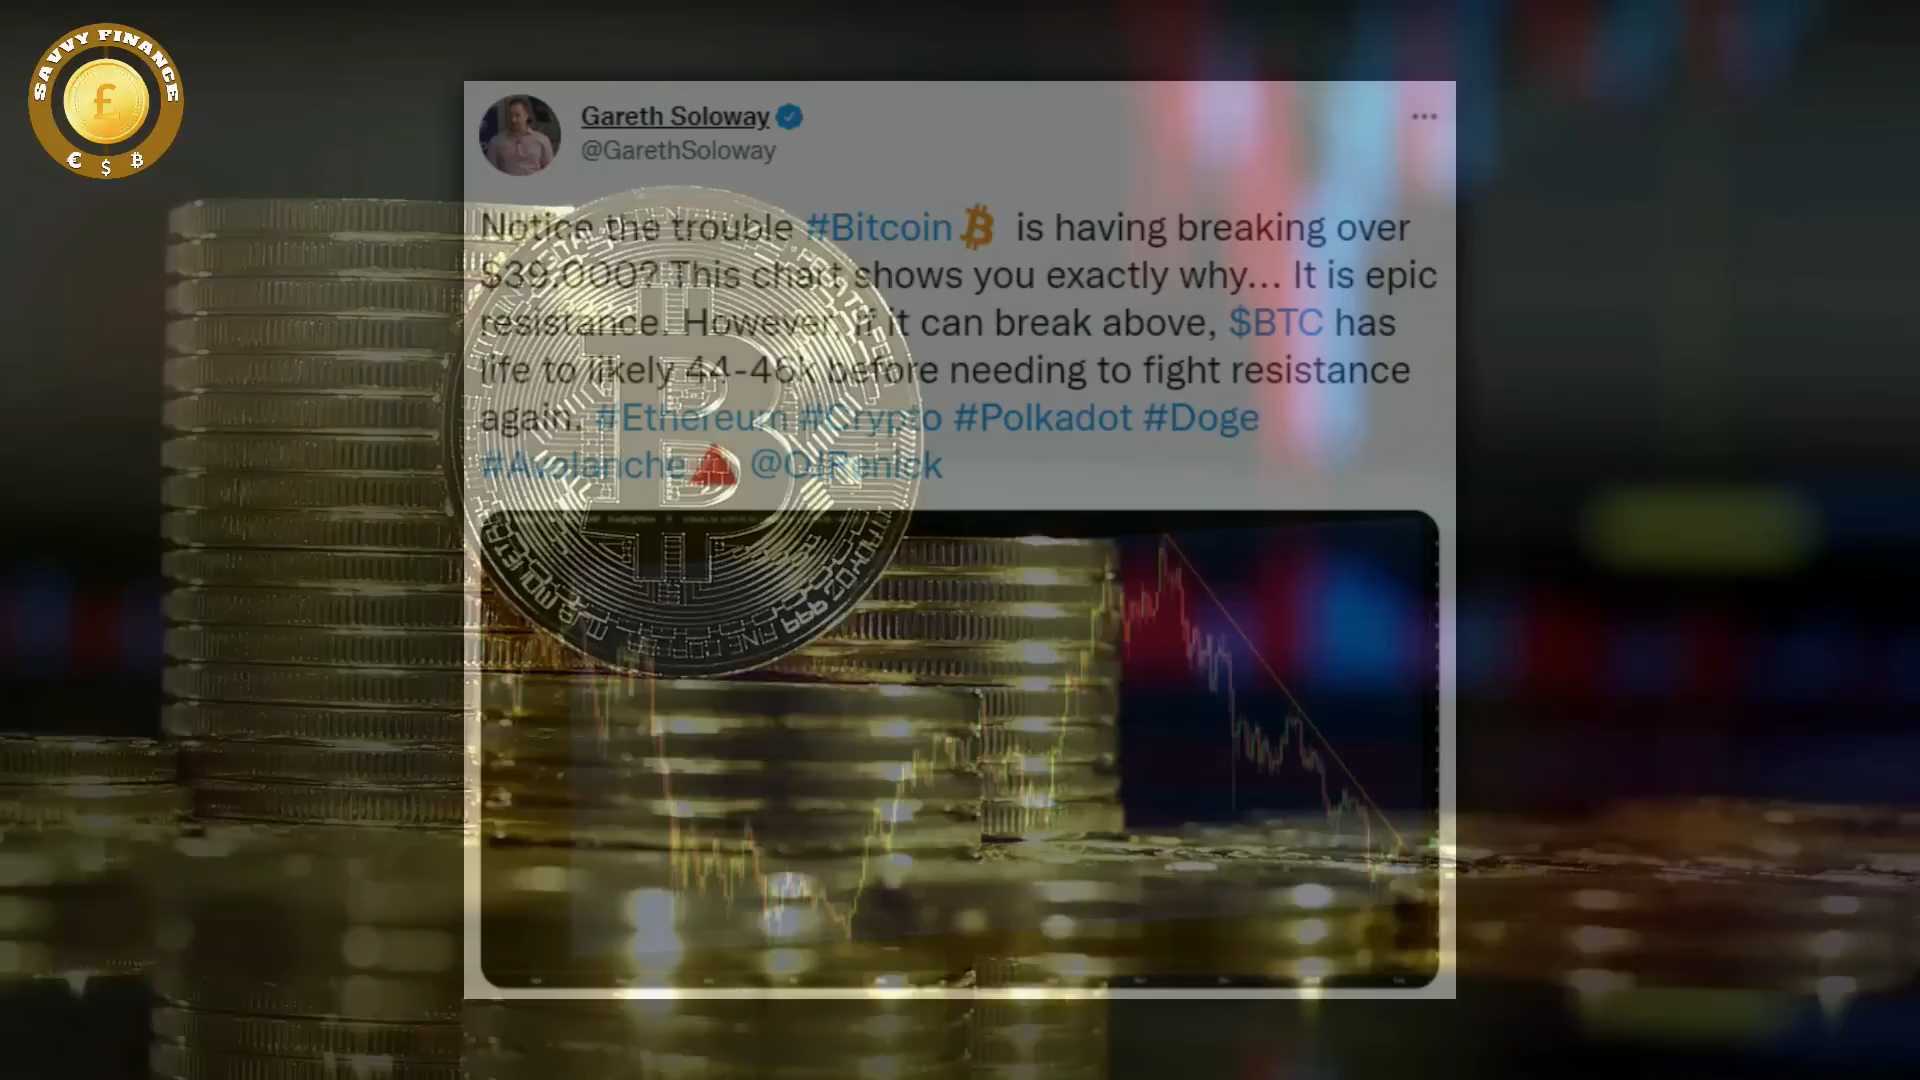 SAVVY FINANCE
£
€ $ ₿
Gareth Soloway
@GarethSoloway
Notice the trouble #Bitcoin is having breaking over
$39,000? This chart shows you exactly why... It is epic
resistance. However, if it can break above, $BTC has
life to likely 44-46k before needing to fight resistance
again. #Ethereum #Crypto #Polkadot #Doge
#Avalanche @OJRenick